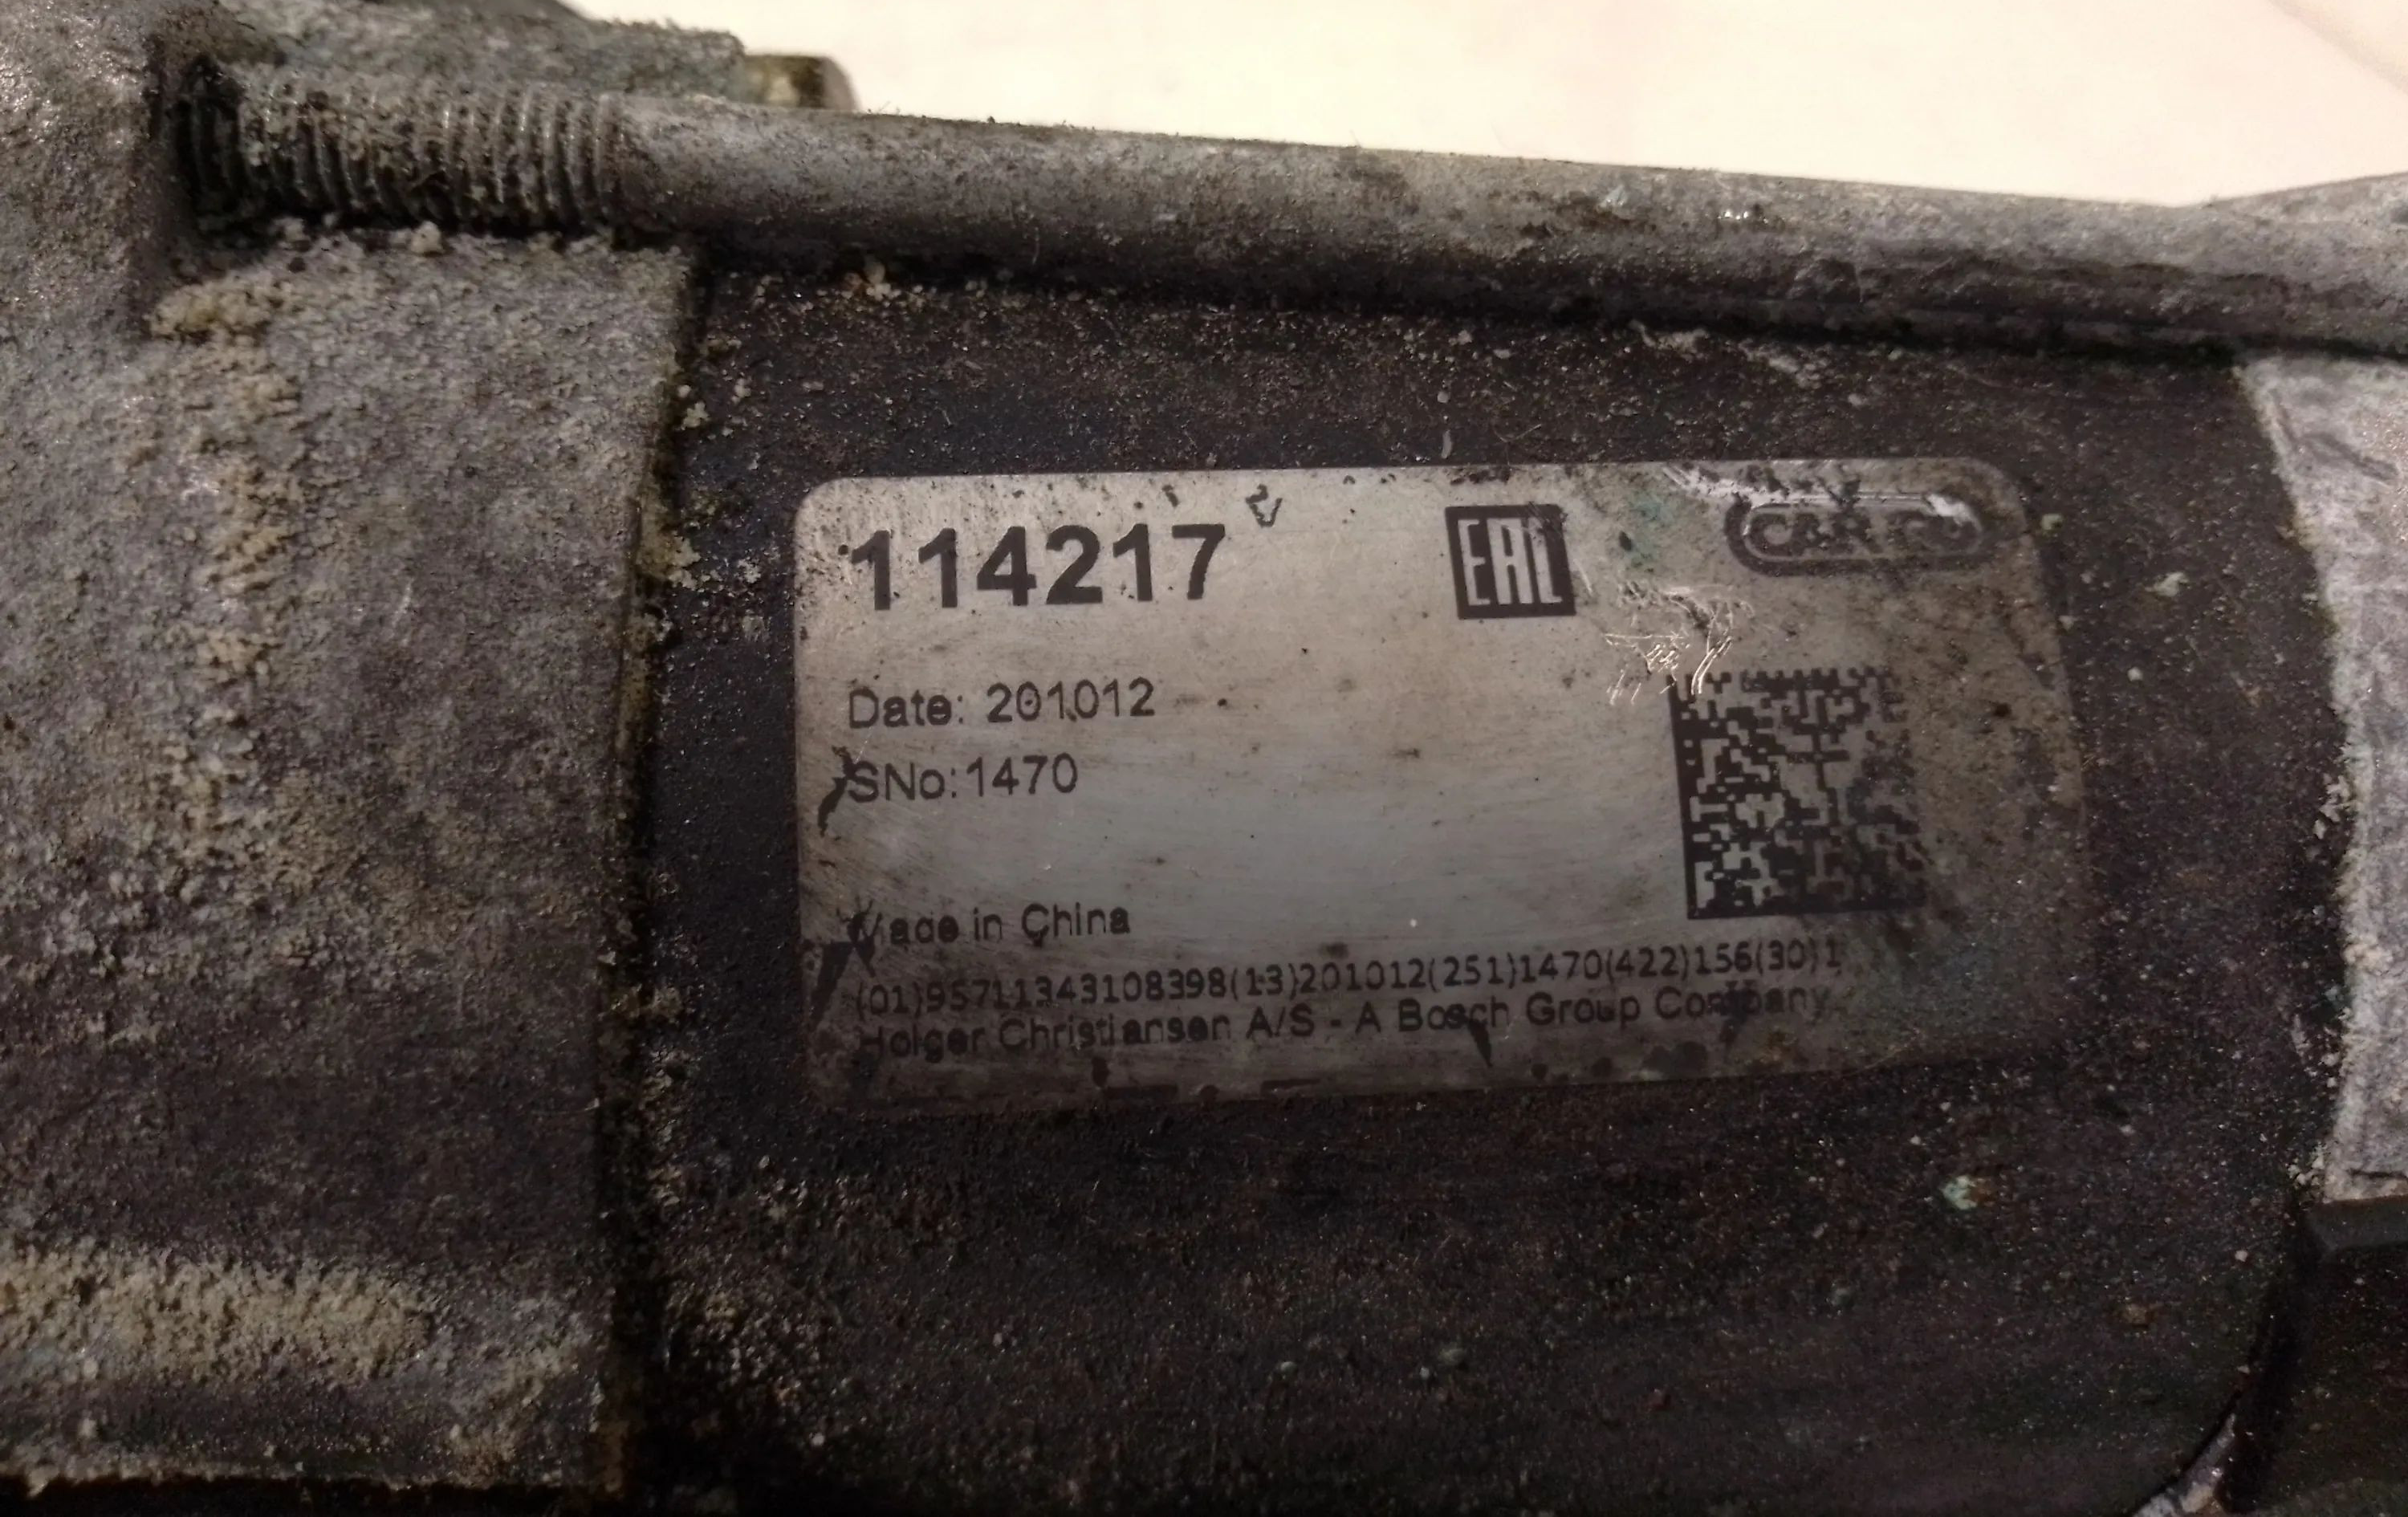 114217
EAC
CARGO
Date: 201012
SNo:1470
Made in China
(01)95711343108398(13)201012(251)1470(422)156(30)1
Holger Christiansen A/S - A Bosch Group Company